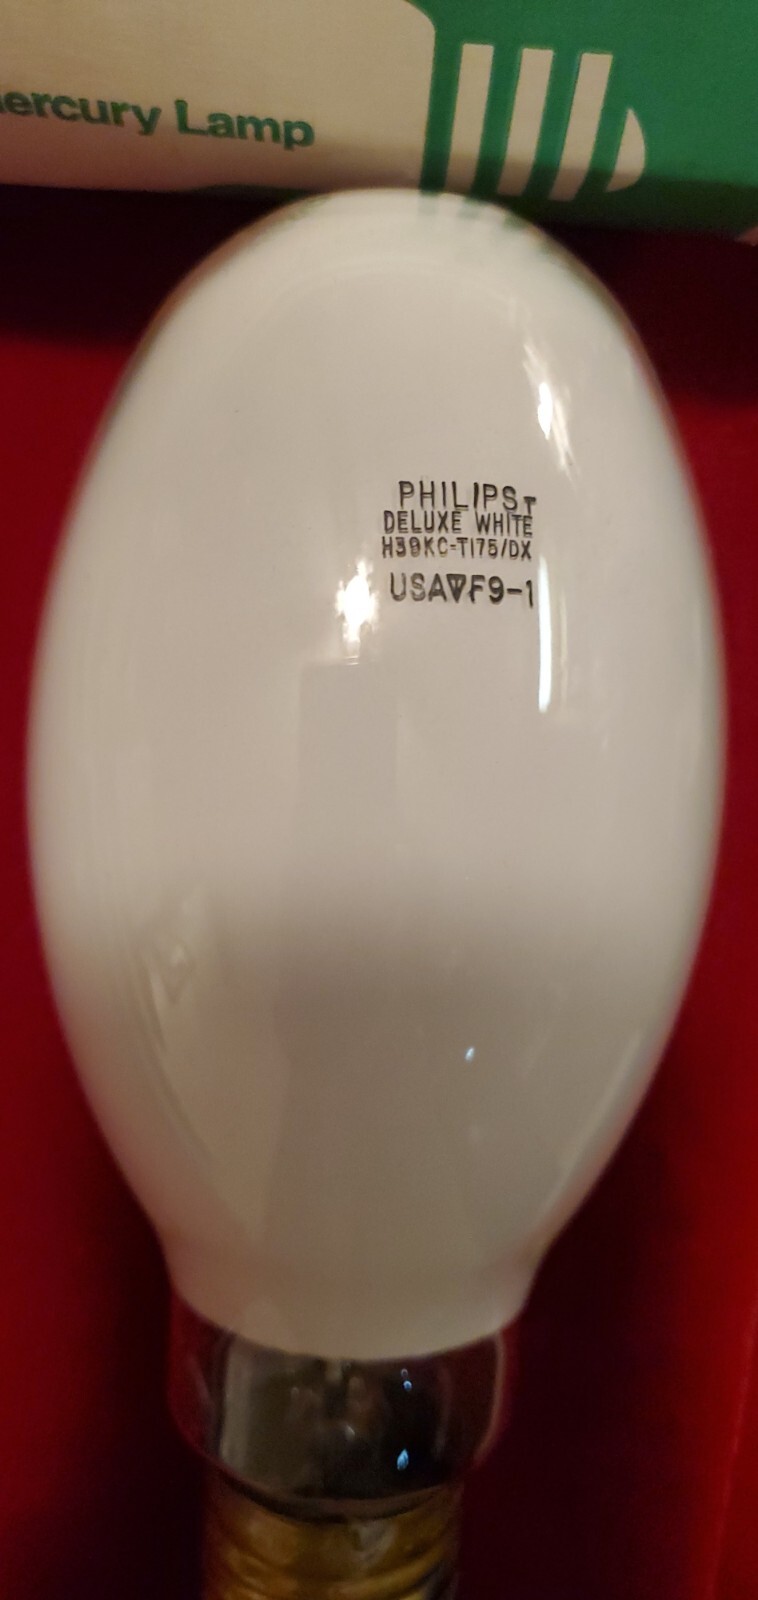 ercury Lamp
PHILIPS T
DELUXE WHITE
H39KC-T175/DX
USA F9-1